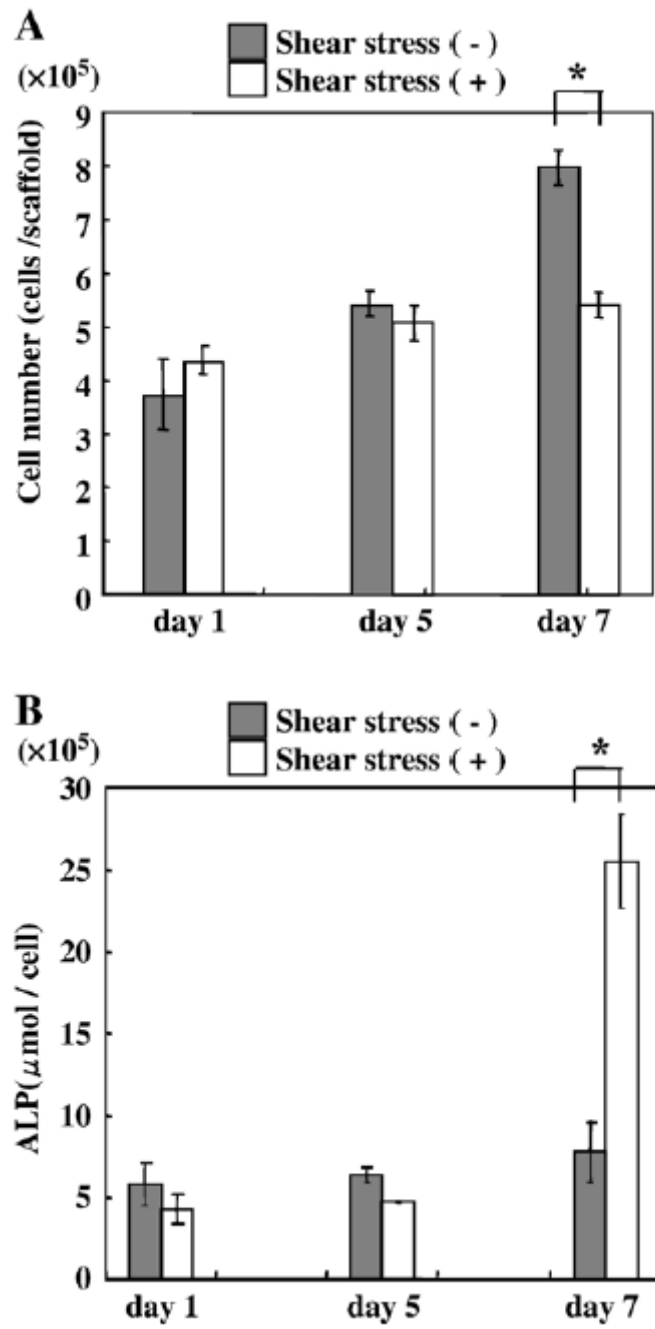 A
(×10⁵)
Shear stress ( - )
Shear stress ( + )
*
Cell number (cells /scaffold)
9
8
7
6
5
4
3
2
1
0
day 1 day 5 day 7
B
(×10⁵)
Shear stress ( - )
Shear stress ( + )
*
ALP(μmol / cell)
30
25
20
15
10
5
0
day 1 day 5 day 7